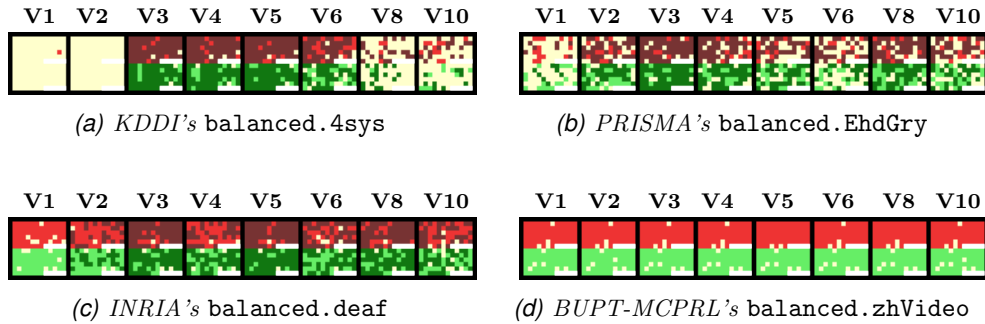 V1 V2 V3 V4 V5 V6 V8 V10
V1 V2 V3 V4 V5 V6 V8 V10
(a) KDDI's balanced.4sys
(b) PRISMA's balanced.EhdGry
V1 V2 V3 V4 V5 V6 V8 V10
V1 V2 V3 V4 V5 V6 V8 V10
(c) INRIA's balanced.deaf
(d) BUPT-MCPRL's balanced.zhVideo